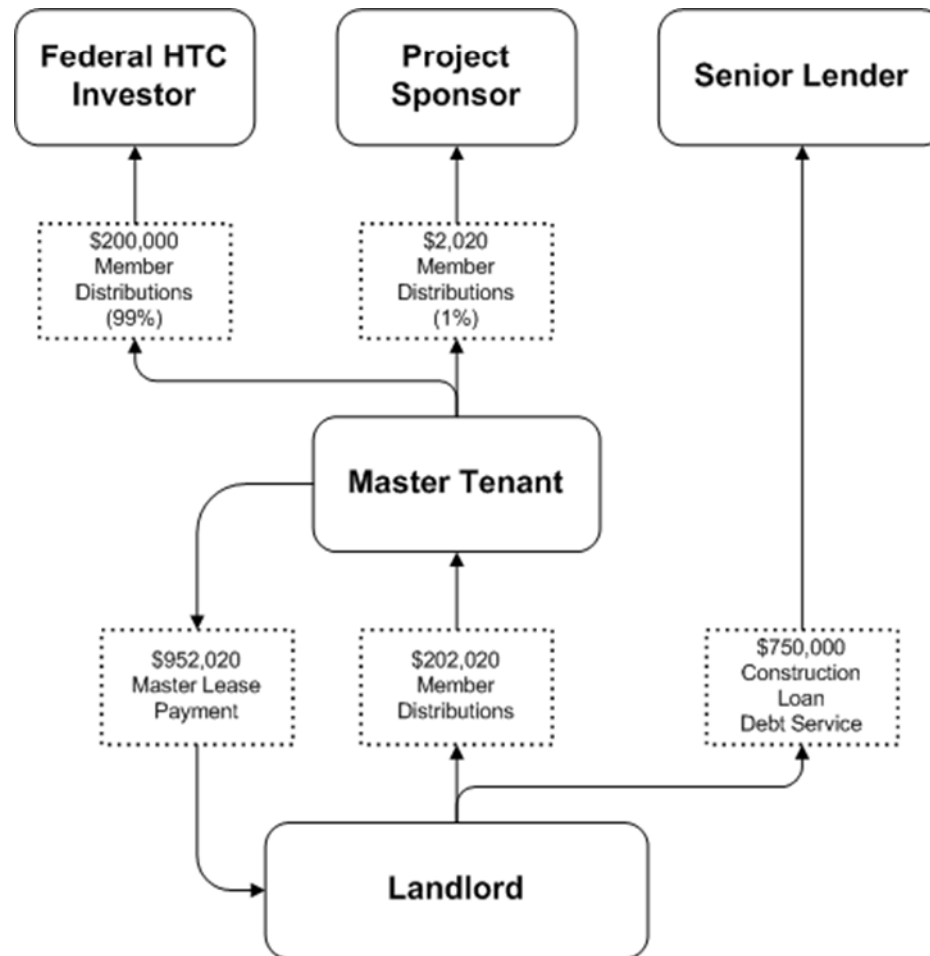 Federal HTC
Investor
Project
Sponsor
Senior Lender
$200,000
Member
Distributions
(99%)
$2,020
Member
Distributions
(1%)
Master Tenant
$952,020
Master Lease
Payment
$202,020
Member
Distributions
$750,000
Construction
Loan
Debt Service
Landlord